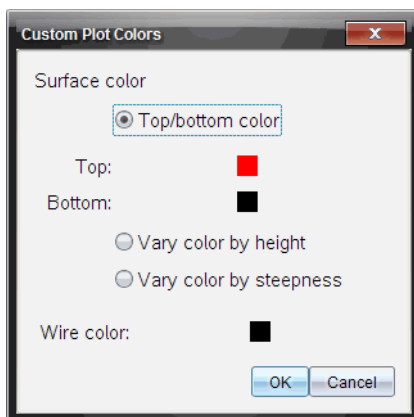 Custom Plot Colors
Surface color
Top/bottom color
Top:
Bottom:
Vary color by height
Vary color by steepness
Wire color:
OK Cancel